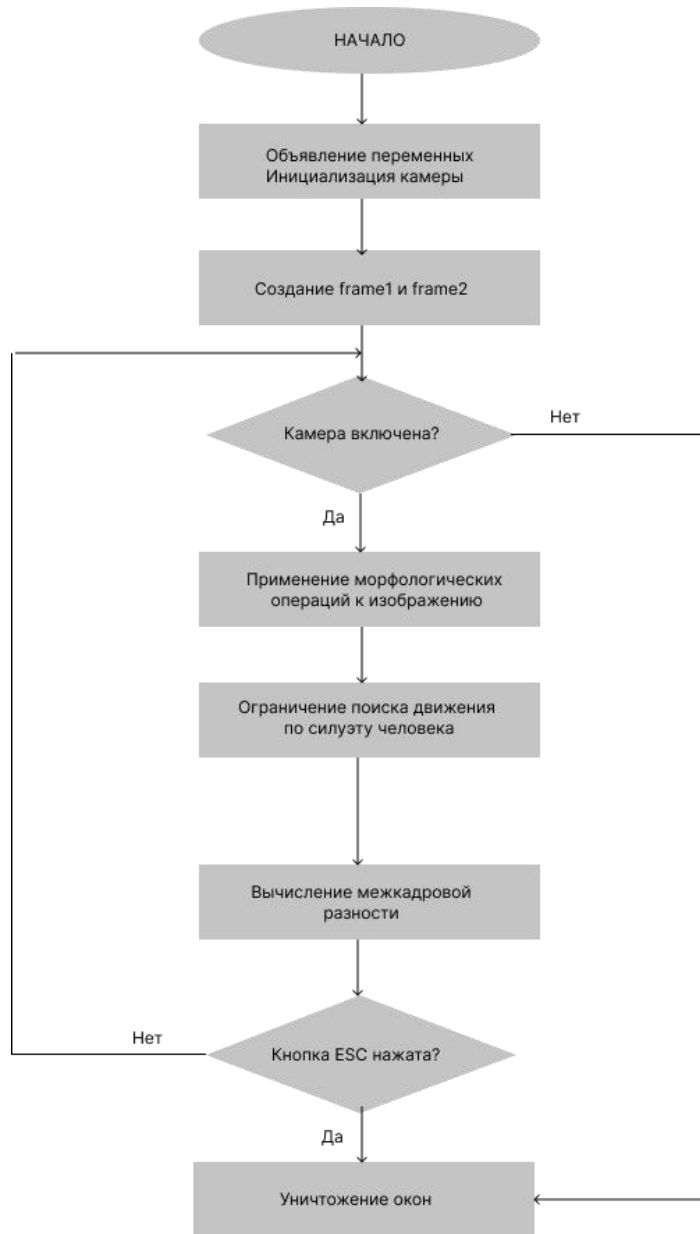 НАЧАЛО
Объявление переменных
Инициализация камеры
Создание frame1 и frame2
Камера включена?
Нет
Да
Применение морфологических
операций к изображению
Ограничение поиска движения
по силуэту человека
Вычисление межкадровой
разности
Нет
Кнопка ESC нажата?
Да
Уничтожение окон